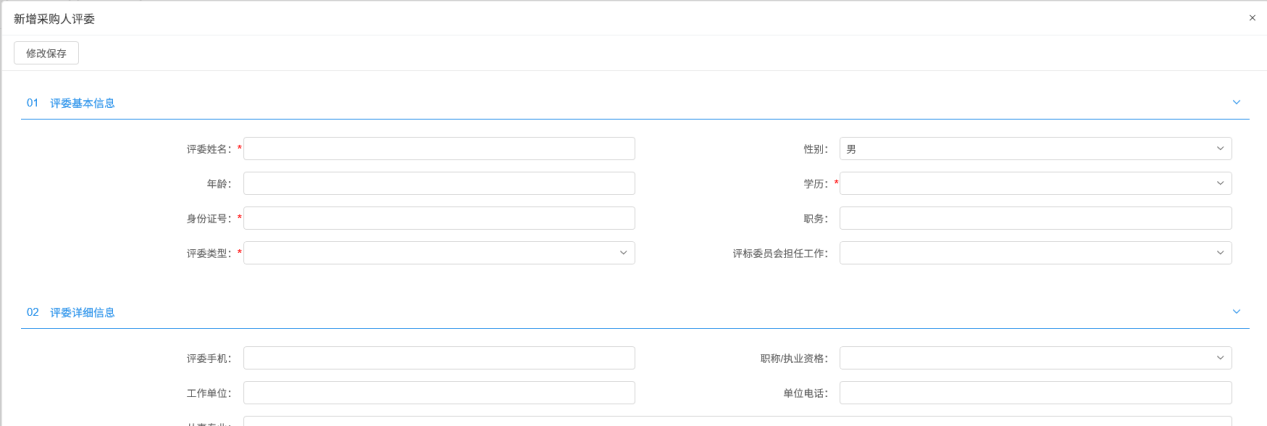 新增采购人评委 ×
修改保存
01 评委基本信息
评委姓名：* 性别： 男
年龄： 学历：*
身份证号：* 职务：
评委类型：* 评标委员会担任工作：
02 评委详细信息
评委手机： 职称/执业资格：
工作单位： 单位电话：